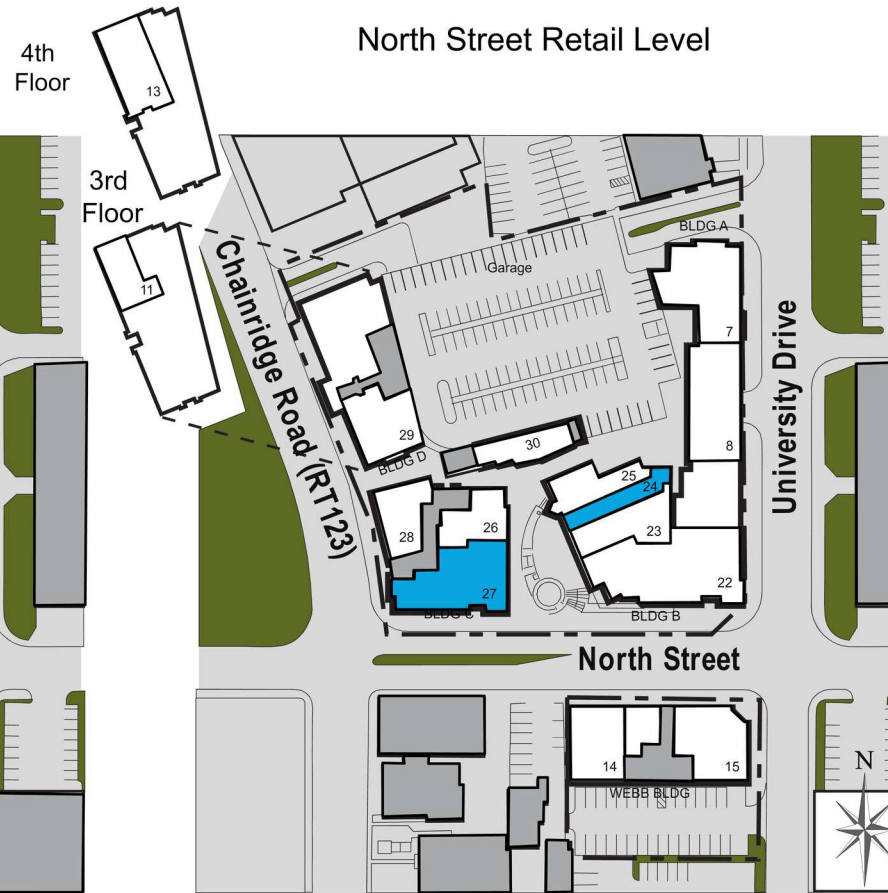 North Street Retail Level
4th
Floor
13
3rd
Floor
11
BLDG A
Garage
7
Chainridge Road (RT123)
University Drive
29
BLDG D
30
8
25
24
23
28
26
27
22
BLDG C
BLDG B
North Street
14
15
WEBB BLDG
N